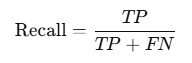 Recall = TP / (TP + FN)